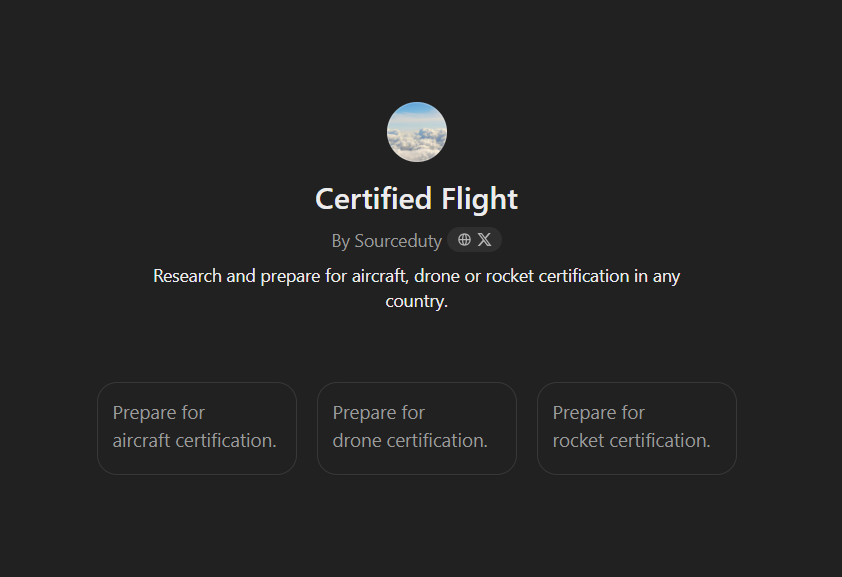 Certified Flight
By Sourceduty
Research and prepare for aircraft, drone or rocket certification in any
country.
Prepare for
aircraft certification.
Prepare for
drone certification.
Prepare for
rocket certification.